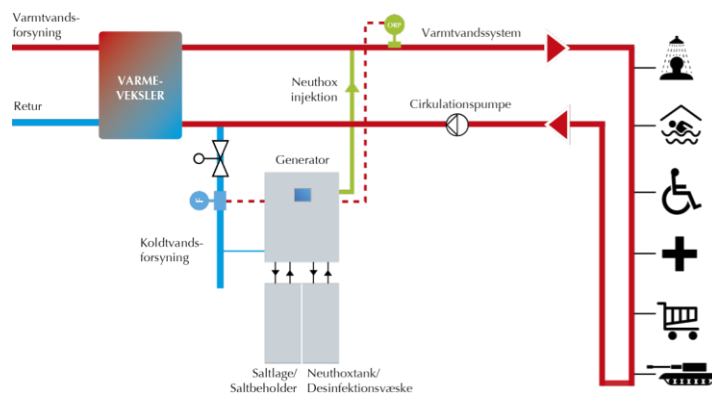 Varmtvands-
forsyning
ORP
Varmtvandssystem
VARME-
VEKSLER
Neuthox
injektion
Retur
Cirkulationspumpe
Generator
F
Koldtvands-
forsyning
Saltlage/
Saltbeholder
Neuthoxtank/
Desinfektionsvæske